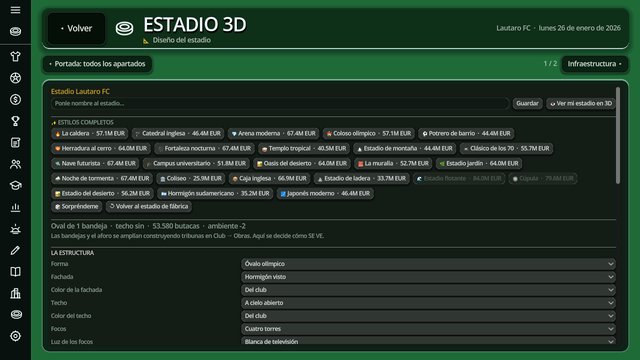 Volver
ESTADIO 3D
Diseño del estadio
Lautaro FC · lunes 26 de enero de 2026
Portada: todos los apartados
1 / 2
Infraestructura
Estadio Lautaro FC
Ponle nombre al estadio...
Guardar
Ver mi estadio en 3D
ESTILOS COMPLETOS
La caldera · 57.1M EUR
Catedral inglesa · 46.4M EUR
Arena moderna · 67.4M EUR
Coloso olímpico · 57.1M EUR
Potrero de barrio · 44.4M EUR
Herradura al cerro · 64.0M EUR
Fortaleza nocturna · 67.4M EUR
Templo tropical · 40.5M EUR
Estadio de montaña · 44.4M EUR
Clásico de los 70 · 55.7M EUR
Nave futurista · 67.4M EUR
Campus universitario · 51.8M EUR
Oasis del desierto · 64.0M EUR
La muralla · 52.7M EUR
Estadio jardín · 64.0M EUR
Noche de tormenta · 67.4M EUR
Coliseo · 25.9M EUR
Caja inglesa · 66.9M EUR
Estadio de ladera · 33.7M EUR
Estadio flotante · 84.0M EUR
Cúpula · 79.8M EUR
Estadio del desierto · 56.2M EUR
Hormigón sudamericano · 35.2M EUR
Japonés moderno · 46.4M EUR
Sorpréndeme
Volver al estadio de fábrica
Oval de 1 bandeja · techo sin · 53.580 butacas · ambiente -2
Las bandejas y el aforo se amplían construyendo tribunas en Club → Obras. Aquí se decide cómo SE VE.
LA ESTRUCTURA
Forma
Óvalo olímpico
Fachada
Hormigón visto
Color de la fachada
Del club
Techo
A cielo abierto
Color del techo
Del club
Focos
Cuatro torres
Luz de los focos
Blanca de televisión